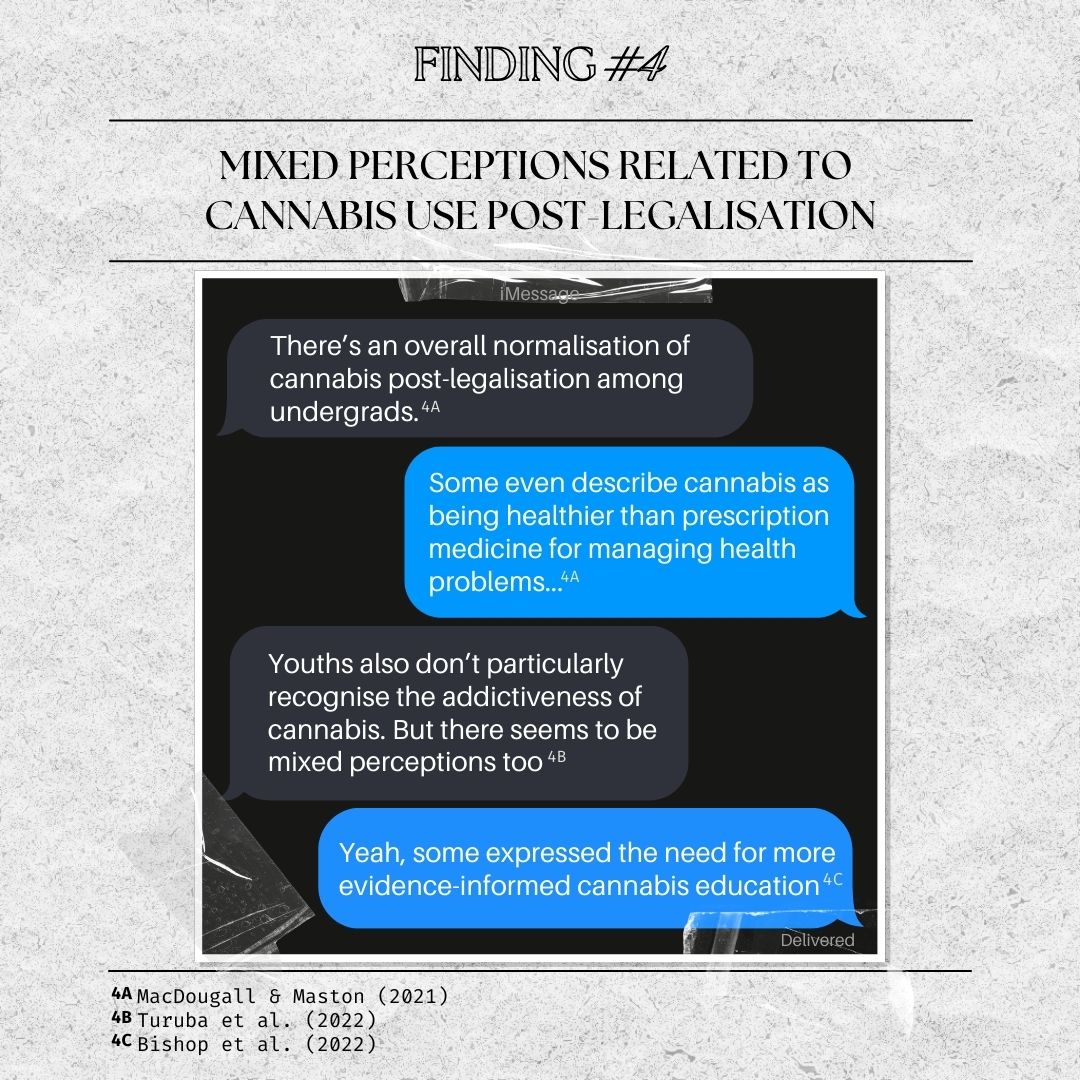 FINDING #4
MIXED PERCEPTIONS RELATED TO
CANNABIS USE POST-LEGALISATION
iMessage
There's an overall normalisation of
cannabis post-legalisation among
undergrads. 4A
Some even describe cannabis as
being healthier than prescription
medicine for managing health
problems... 4A
Youths also don't particularly
recognise the addictiveness of
cannabis. But there seems to be
mixed perceptions too 4B
Yeah, some expressed the need for more
evidence-informed cannabis education 4C
Delivered
4A MacDougall & Maston (2021)
4B Turuba et al. (2022)
4C Bishop et al. (2022)